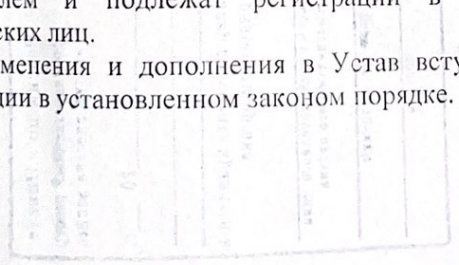 лем и подлежат регистрации в
ских лиц.
менения и дополнения в Устав всту
ции в установленном законом порядке.